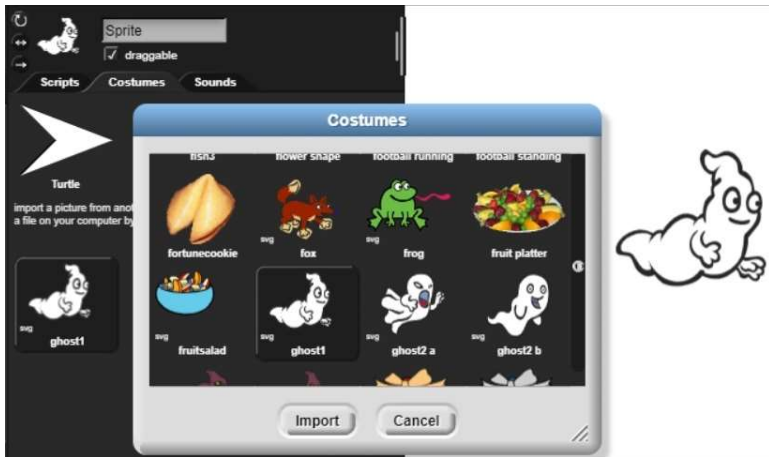 Sprite
draggable
Scripts Costumes Sounds
Costumes
fish3 flower shape football running football standing
Turtle
import a picture from anot
a file on your computer by
svg svg
fortunecookie fox frog fruit platter
svg svg svg
fruitsalad ghost1 ghost2 a ghost2 b
svg
ghost1
Import Cancel